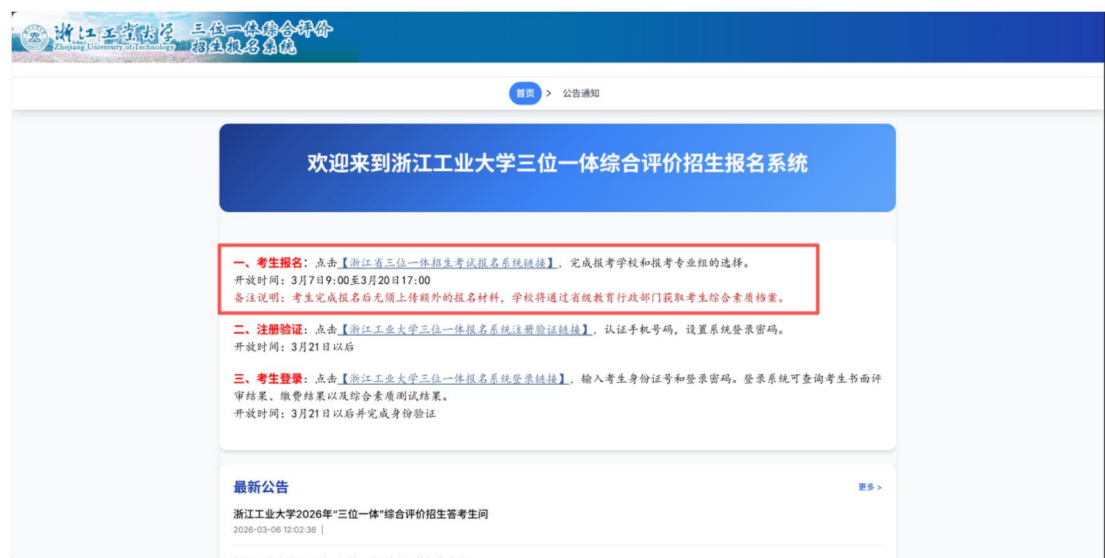 浙江工业大学
Zhejiang University of Technology
三位一体综合评价
招生报名系统
首页 > 公告通知
欢迎来到浙江工业大学三位一体综合评价招生报名系统
一、考生报名：点击【浙江省三位一体招生考试报名系统链接】，完成报考学校和报考专业组的选择。
开放时间：3月7日9:00至3月20日17:00
备注说明：考生完成报名后无须上传额外的报名材料，学校将通过省级教育行政部门获取考生综合素质档案。
二、注册验证：点击【浙江工业大学三位一体报名系统注册验证链接】，认证手机号码，设置系统登录密码。
开放时间：3月21日以后
三、考生登录：点击【浙江工业大学三位一体报名系统登录链接】，输入考生身份证号和登录密码。登录系统可查询考生书面评
审结果、缴费结果以及综合素质测试结果。
开放时间：3月21日以后并完成身份验证
最新公告
更多 >
浙江工业大学2026年“三位一体”综合评价招生答考生问
2026-03-06 12:02:36 |